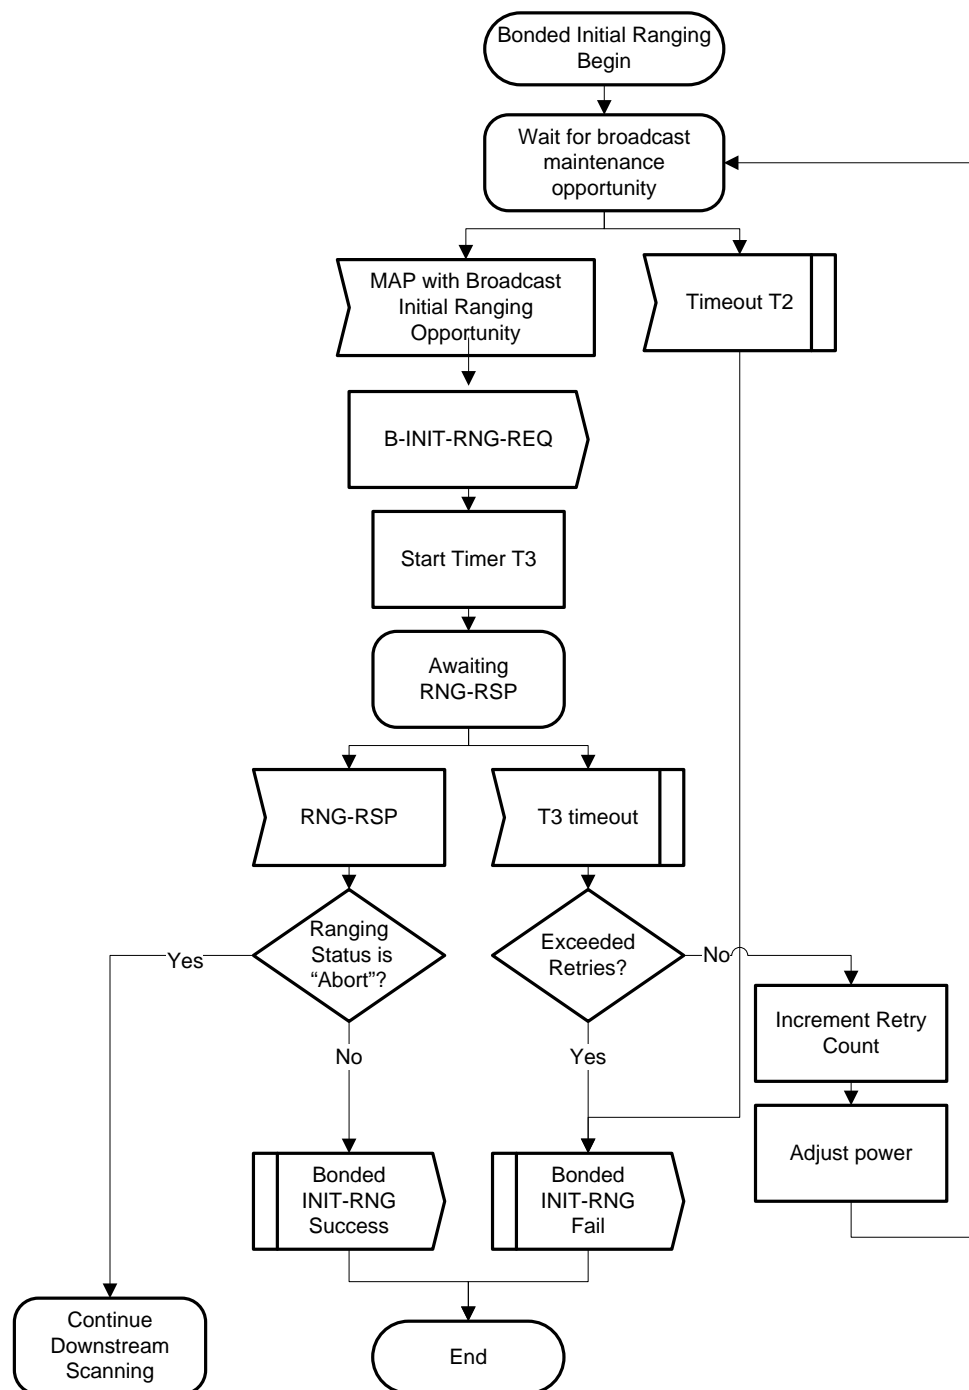 Bonded Initial Ranging
Begin
Wait for broadcast
maintenance
opportunity
MAP with Broadcast
Initial Ranging
Opportunity
Timeout T2
B-INIT-RNG-REQ
Start Timer T3
Awaiting
RNG-RSP
RNG-RSP
T3 timeout
Ranging
Status is
“Abort”?
Exceeded
Retries?
Yes
No
Increment Retry
Count
No
Yes
Adjust power
Bonded
INIT-RNG
Success
Bonded
INIT-RNG
Fail
Continue
Downstream
Scanning
End